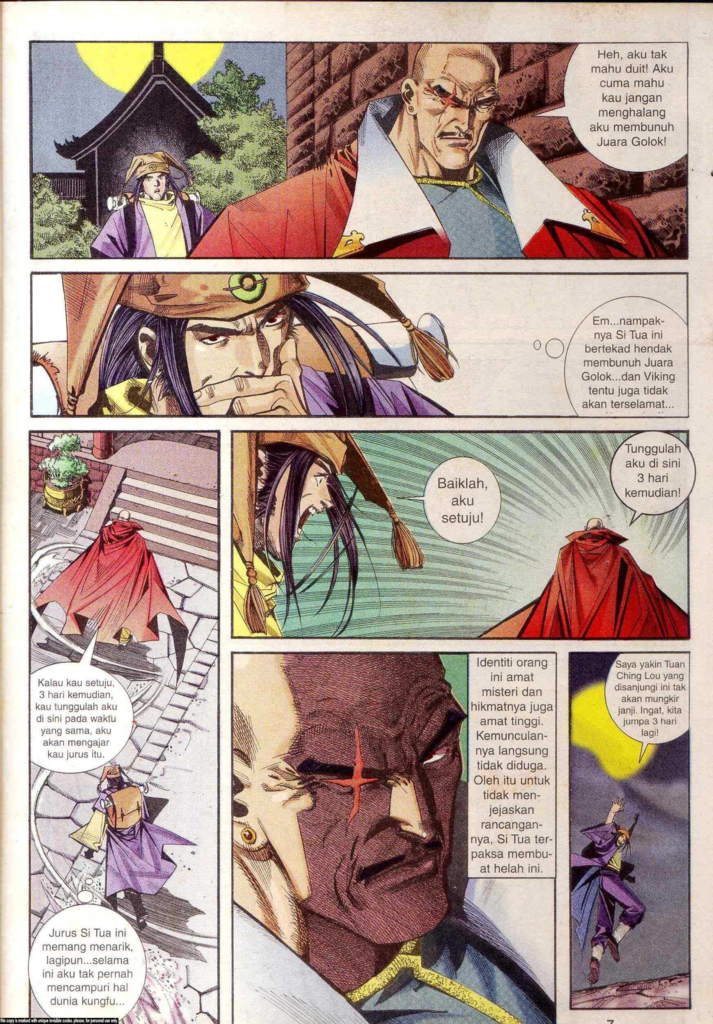 Heh, aku tak
mahu duit! Aku
cuma mahu
kau jangan
menghalang
aku membunuh
Juara Golok!
Em...nampak-
nya Si Tua ini
bertekad hendak
membunuh Juara
Golok...dan Viking
tentu juga tidak
akan terselamat...
Kalau kau setuju,
3 hari kemudian,
kau tunggulah aku
di sini pada waktu
yang sama, aku
akan mengajar
kau jurus itu.
Jurus Si Tua ini
memang menarik,
lagipun...selama
ini aku tak pernah
mencampuri hal
dunia kungfu...
Baiklah,
aku
setuju!
Tunggulah
aku di sini
3 hari
kemudian!
Identiti orang
ini amat
misteri dan
hikmatnya juga
amat tinggi.
Kemunculan-
nya langsung
tidak diduga.
Oleh itu untuk
tidak men-
jejaskan
rancangan-
nya, Si Tua ter-
paksa membu-
at helah ini.
Saya yakin Tuan
Ching Lou yang
disanjungi ini tak
akan mungkir
janji. Ingat, kita
jumpa 3 hari
lagi!